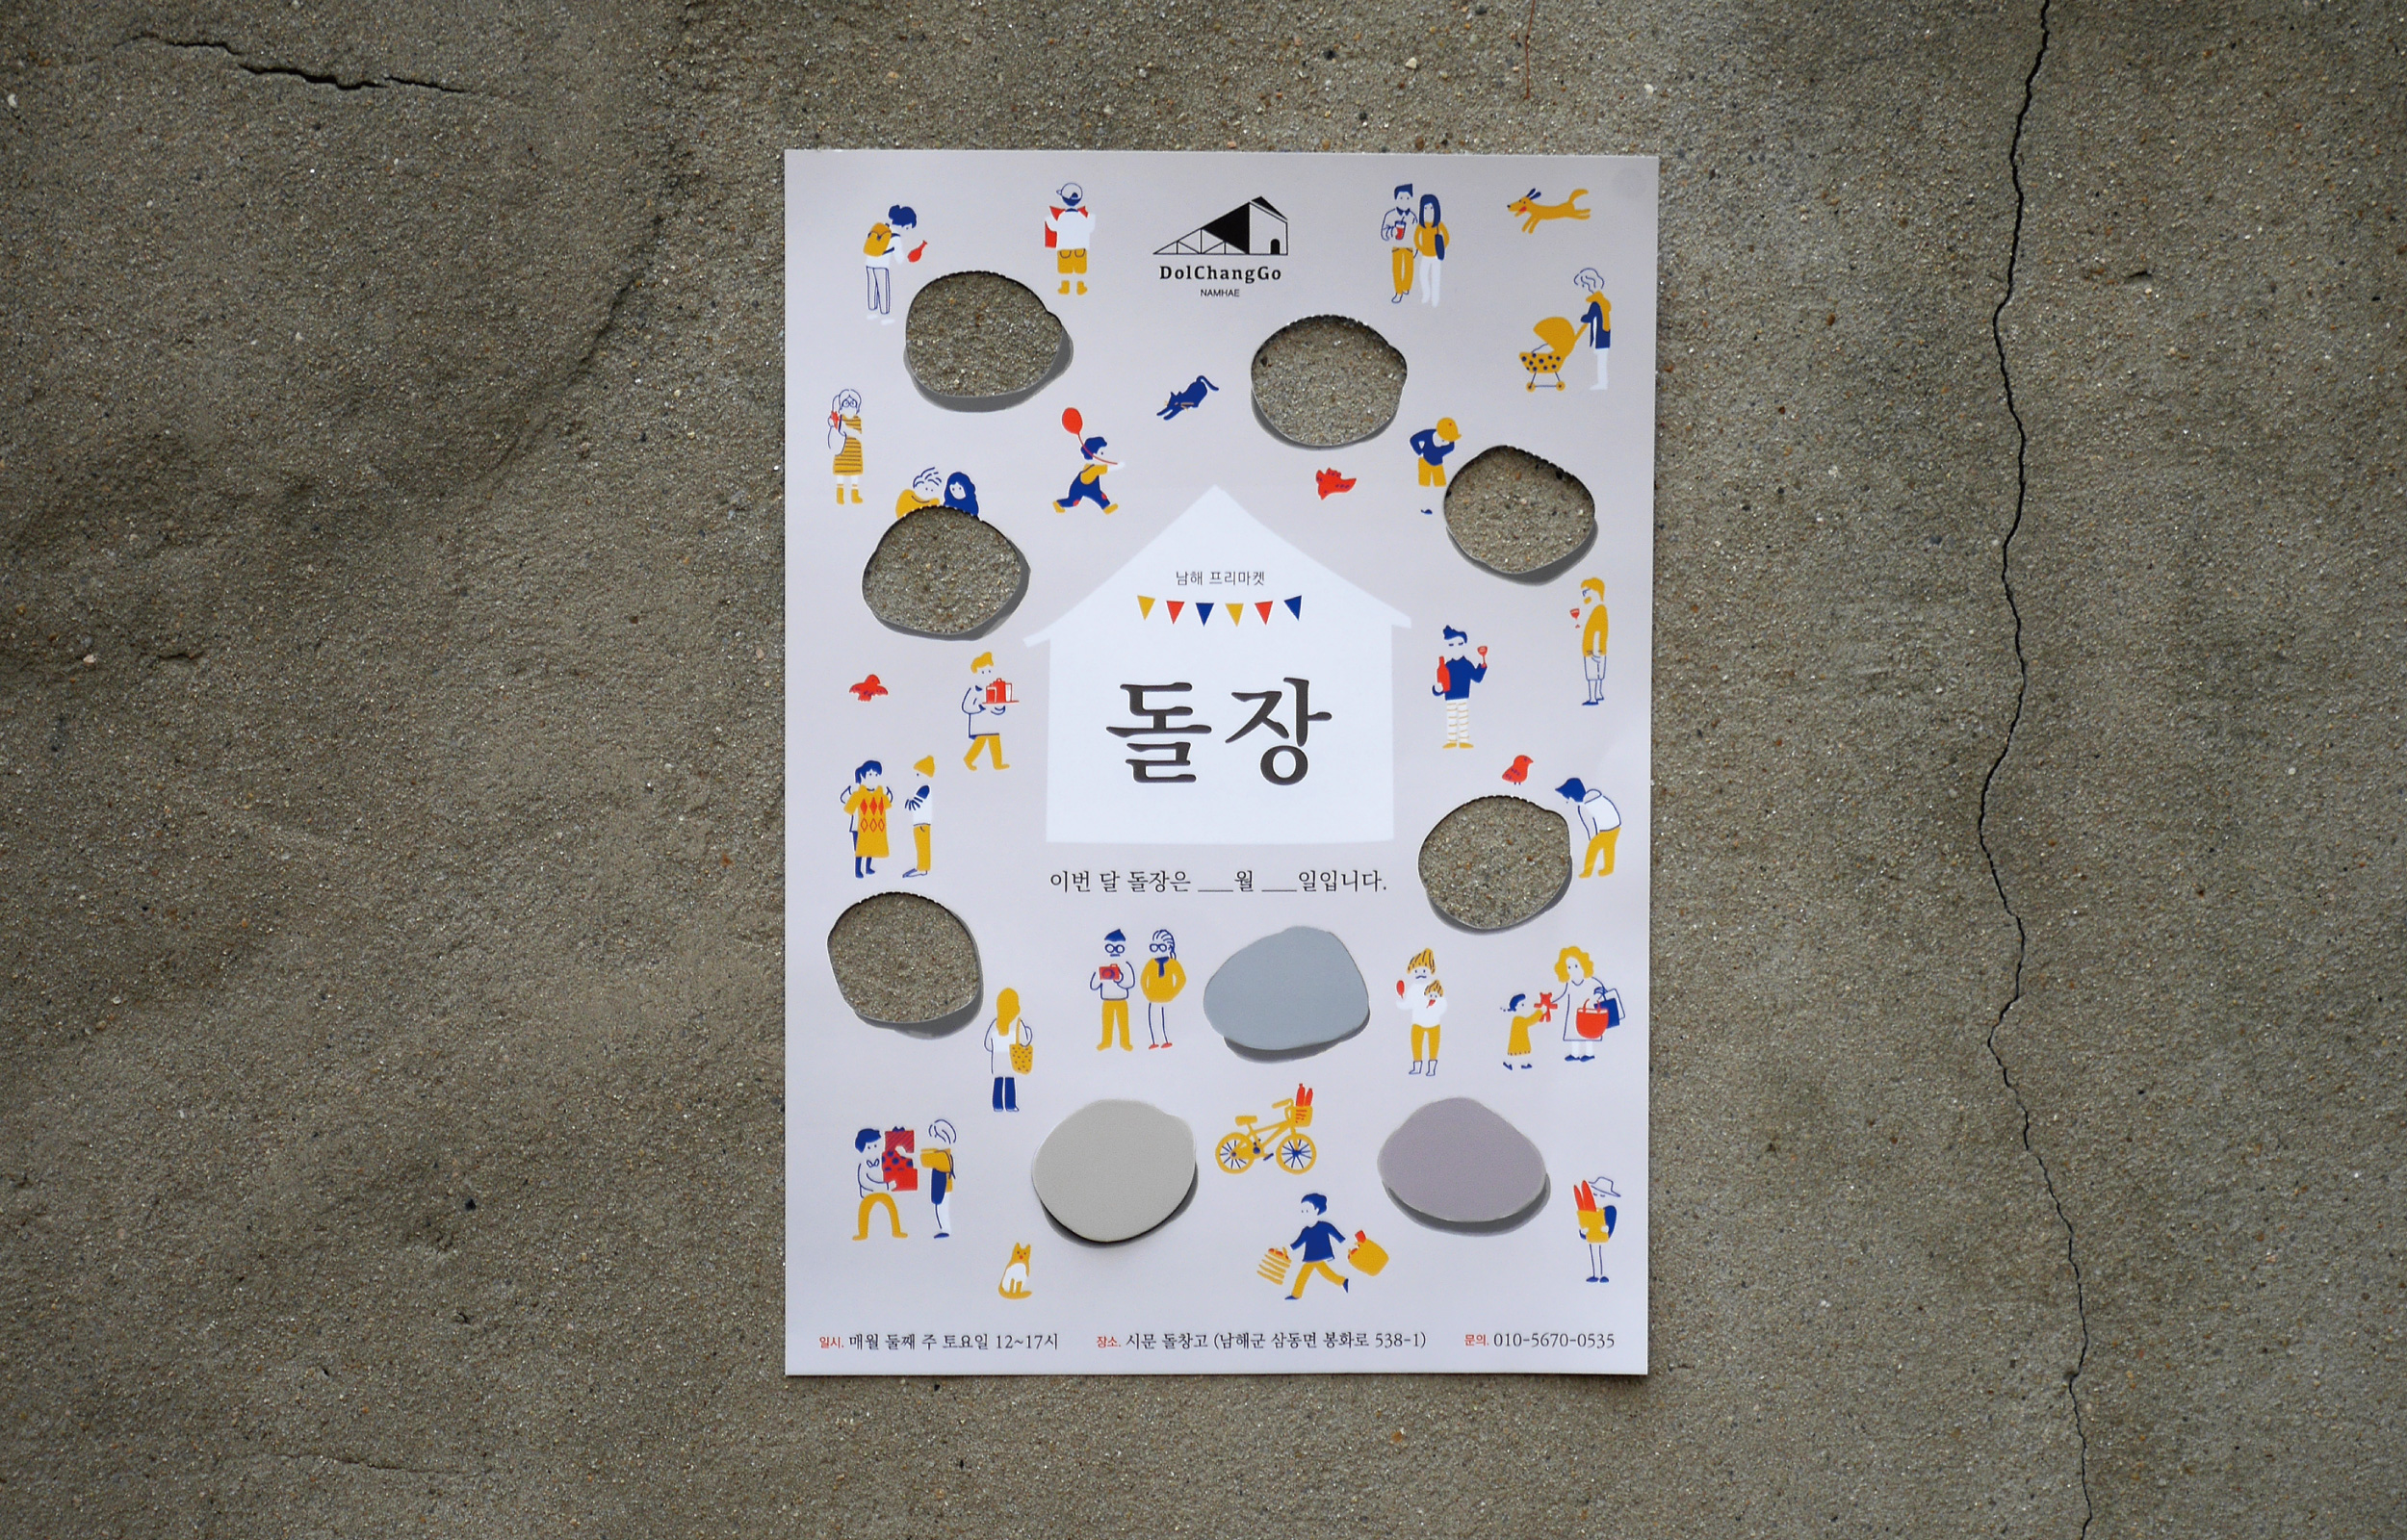 DolChangGo
NAMHAE
남해 프리마켓
돌장
이번 달 돌장은 ___월 ___일입니다.
일시. 매월 둘째 주 토요일 12~17시
장소. 시문 돌창고 (남해군 삼동면 봉화로 538-1)
문의. 010-5670-0535